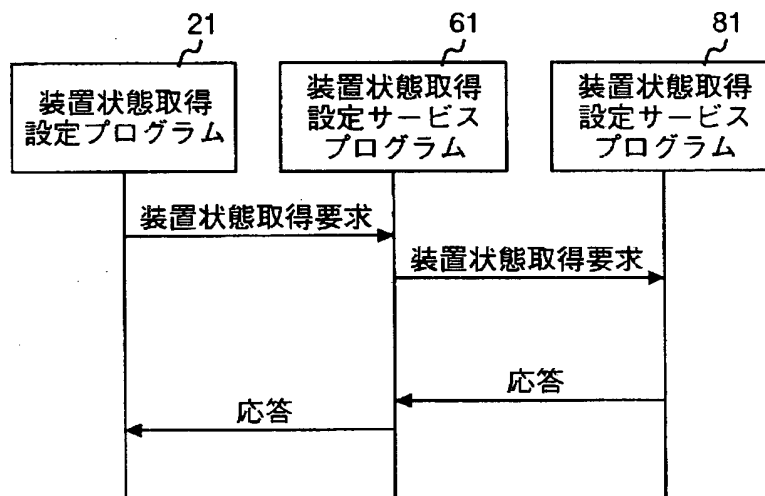 21
61
81
装置状態取得
設定プログラム
装置状態取得
設定サービス
プログラム
装置状態取得
設定サービス
プログラム
装置状態取得要求
装置状態取得要求
応答
応答